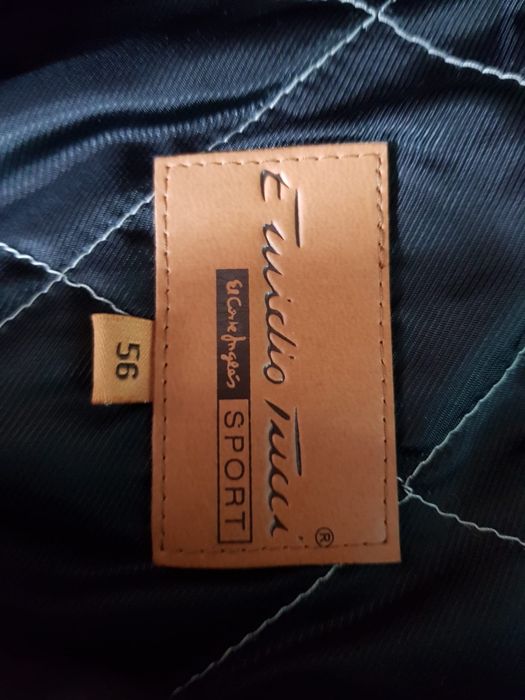 Emidio Tucci ®
El Corte Inglés SPORT
56